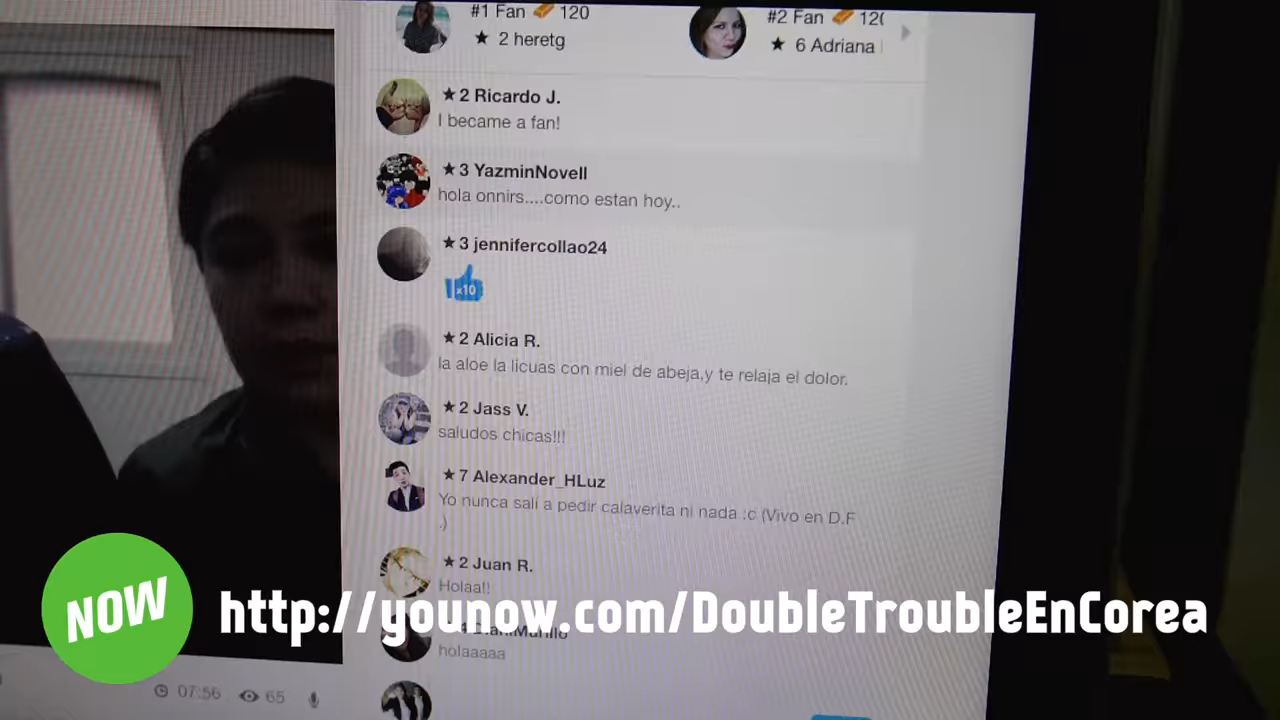 #1 Fan 120
★ 2 heretg
#2 Fan
★ 6 Adriana
★ 2 Ricardo J.
I became a fan!
★ 3 YazminNovell
hola onnirs....como estan hoy..
★ 3 jennifercollao24
x10
★ 2 Alicia R.
la aloe la licuas con miel de abeja,y te relaja el dolor.
★ 2 Jass V.
saludos chicas!!!
★ 7 Alexander_HLuz
Yo nunca salí a pedir calaverita ni nada :c (Vivo en D.F
.)
★ 2 Juan R.
Holaa!!
holaaaaa
NOW
http://younow.com/DoubleTroubleEnCorea
07:56 65